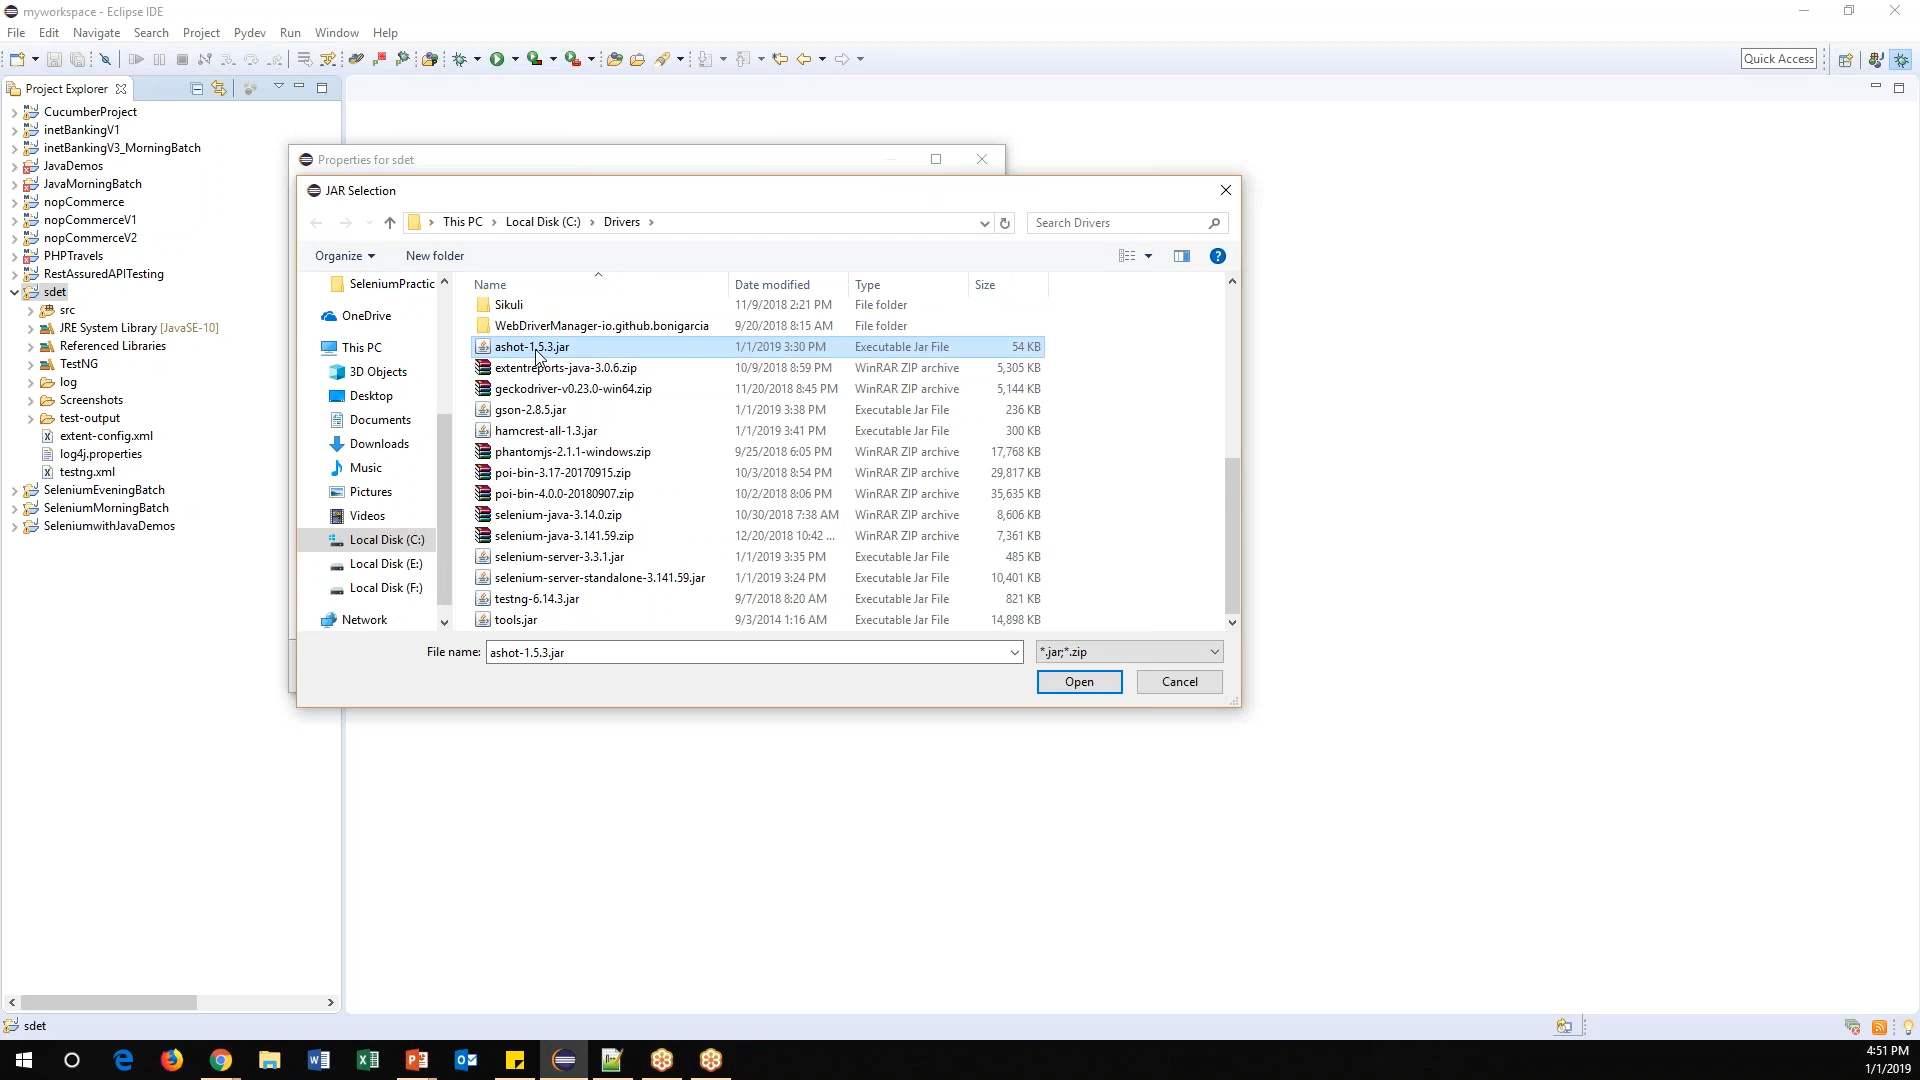 myworkspace - Eclipse IDE
File Edit Navigate Search Project Pydev Run Window Help
Quick Access
Project Explorer
CucumberProject
inetBankingV1
inetBankingV3_MorningBatch
JavaDemos
JavaMorningBatch
nopCommerce
nopCommerceV1
nopCommerceV2
PHPTravels
RestAssuredAPITesting
sdet
src
JRE System Library [JavaSE-10]
Referenced Libraries
TestNG
log
Screenshots
test-output
extent-config.xml
log4j.properties
testng.xml
SeleniumEveningBatch
SeleniumMorningBatch
SeleniumwithJavaDemos
Properties for sdet
JAR Selection
This PC > Local Disk (C:) > Drivers >
Search Drivers
Organize New folder
SeleniumPractic
OneDrive
This PC
3D Objects
Desktop
Documents
Downloads
Music
Pictures
Videos
Local Disk (C:)
Local Disk (E:)
Local Disk (F:)
Network
Name Date modified Type Size
Sikuli 11/9/2018 2:21 PM File folder
WebDriverManager-io.github.bonigarcia 9/20/2018 8:15 AM File folder
ashot-1.5.3.jar 1/1/2019 3:30 PM Executable Jar File 54 KB
extentreports-java-3.0.6.zip 10/9/2018 8:59 PM WinRAR ZIP archive 5,305 KB
geckodriver-v0.23.0-win64.zip 11/20/2018 8:45 PM WinRAR ZIP archive 5,144 KB
gson-2.8.5.jar 1/1/2019 3:38 PM Executable Jar File 236 KB
hamcrest-all-1.3.jar 1/1/2019 3:41 PM Executable Jar File 300 KB
phantomjs-2.1.1-windows.zip 9/25/2018 6:05 PM WinRAR ZIP archive 17,768 KB
poi-bin-3.17-20170915.zip 10/3/2018 8:54 PM WinRAR ZIP archive 29,817 KB
poi-bin-4.0.0-20180907.zip 10/2/2018 8:06 PM WinRAR ZIP archive 35,635 KB
selenium-java-3.14.0.zip 10/30/2018 7:38 AM WinRAR ZIP archive 8,606 KB
selenium-java-3.141.59.zip 12/20/2018 10:42 ... WinRAR ZIP archive 7,361 KB
selenium-server-3.3.1.jar 1/1/2019 3:35 PM Executable Jar File 485 KB
selenium-server-standalone-3.141.59.jar 1/1/2019 3:24 PM Executable Jar File 10,401 KB
testng-6.14.3.jar 9/7/2018 8:20 AM Executable Jar File 821 KB
tools.jar 9/3/2014 1:16 AM Executable Jar File 14,898 KB
File name: ashot-1.5.3.jar *.jar;*.zip
Open Cancel
sdet
4:51 PM
1/1/2019